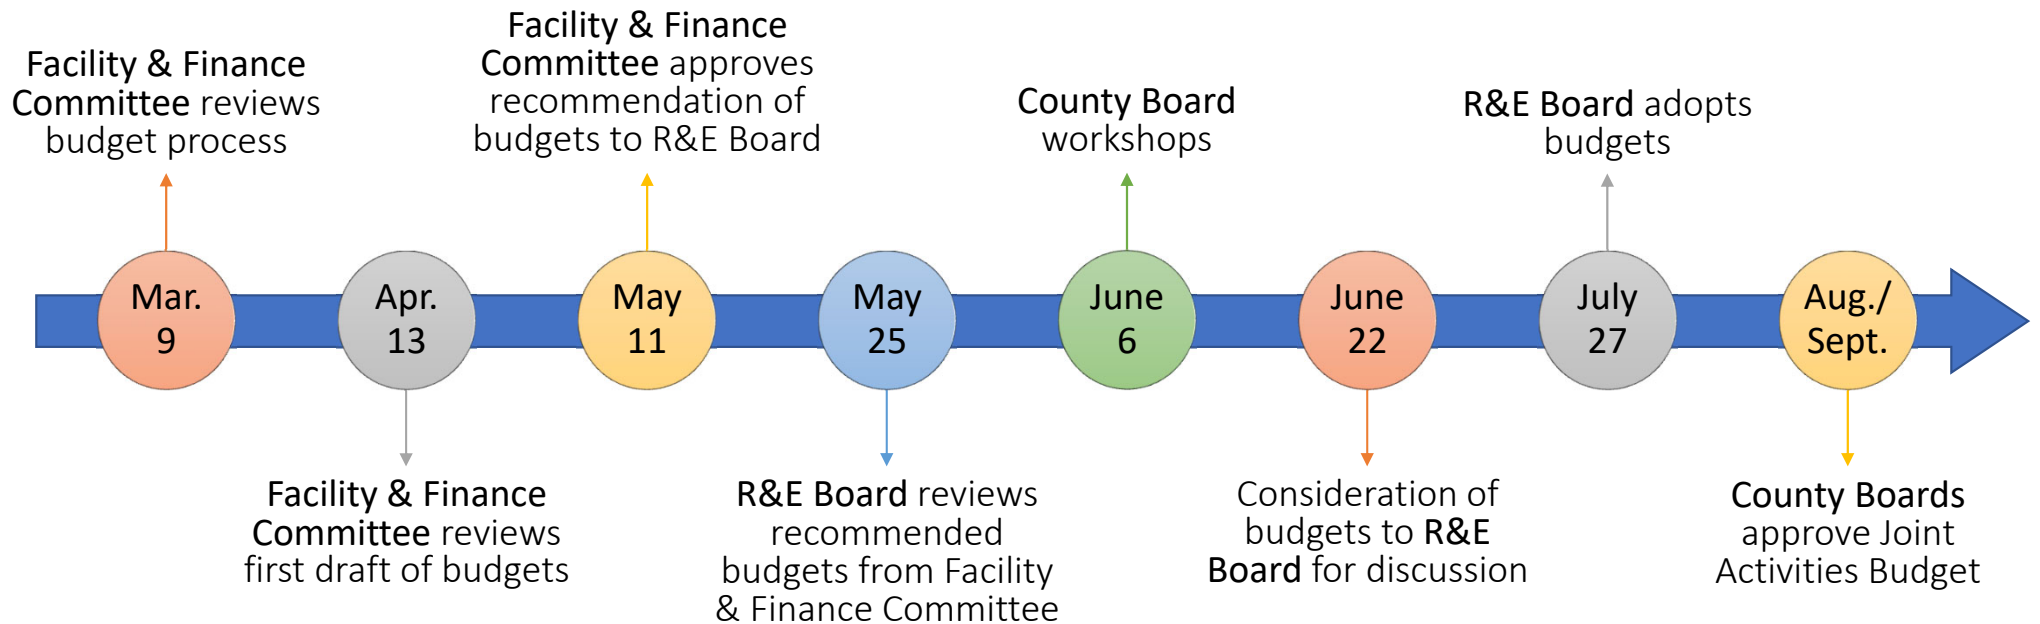 Facility & Finance
Committee reviews
budget process
Facility & Finance
Committee approves
recommendation of
budgets to R&E Board
County Board
workshops
R&E Board adopts
budgets
Mar.
9
Apr.
13
May
11
May
25
June
6
June
22
July
27
Aug./
Sept.
Facility & Finance
Committee reviews
first draft of budgets
R&E Board reviews
recommended
budgets from Facility
& Finance Committee
Consideration of
budgets to R&E
Board for discussion
County Boards
approve Joint
Activities Budget